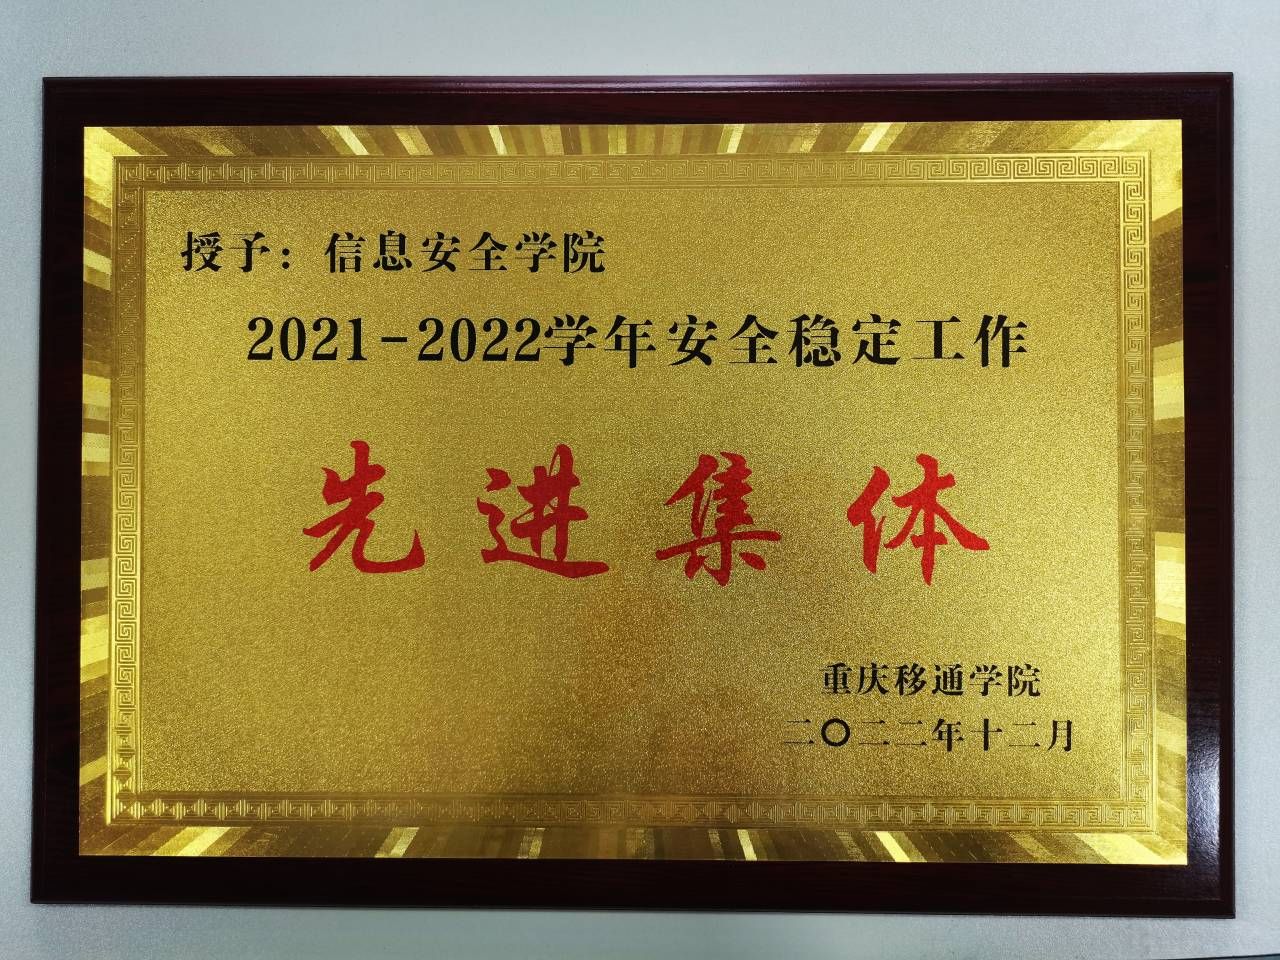 授予：信息安全学院
2021-2022学年安全稳定工作
先进集体
重庆移通学院
二〇二二年十二月